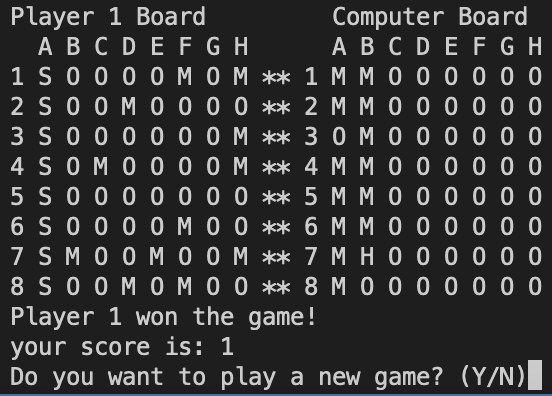 Player 1 Board Computer Board
A B C D E F G H A B C D E F G H
1 S O O O O M O M ** 1 M M O O O O O O
2 S O O M O O O O ** 2 M M O O O O O O
3 S O O O O O O M ** 3 O M O O O O O O
4 S O M O O O O M ** 4 M M O O O O O O
5 S O O O O O O O ** 5 M M O O O O O O
6 S O O O O M O O ** 6 M M O O O O O O
7 S M O O M O O M ** 7 M H O O O O O O
8 S O O M O M O O ** 8 M O O O O O O O
Player 1 won the game!
your score is: 1
Do you want to play a new game? (Y/N)